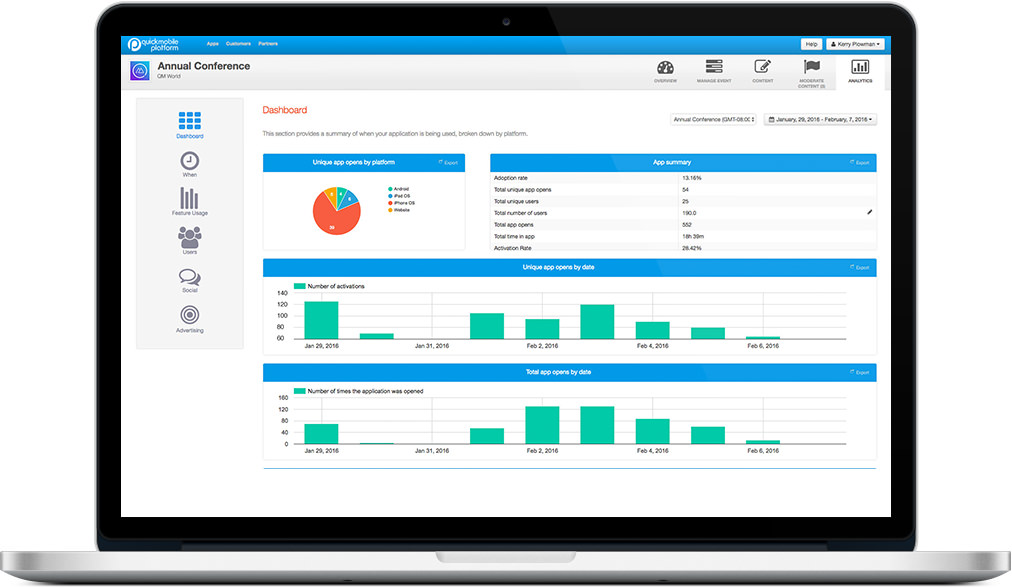 quickmobile
platform
Apps Customers Partners
Help Kerry Plowman
Annual Conference
QM World
OVERVIEW
MANAGE EVENT
CONTENT
MODERATE
CONTENT (0)
ANALYTICS
Dashboard
When
Feature Usage
Users
Social
Advertising
Dashboard
Annual Conference (GMT-08:00
January, 29, 2016 - February, 7, 2016
This section provides a summary of when your application is being used, broken down by platform.
Unique app opens by platform Export
Android
iPad OS
iPhone OS
Website
App summary Export
Adoption rate 13.16%
Total unique app opens 54
Total unique users 25
Total number of users 190.0
Total app opens 552
Total time in app 18h 39m
Activation Rate 28.42%
Unique app opens by date Export
Number of activations
140
120
100
80
60
Jan 29, 2016 Jan 31, 2016 Feb 2, 2016 Feb 4, 2016 Feb 6, 2016
Total app opens by date Export
Number of times the application was opened
160
120
80
40
0
Jan 29, 2016 Jan 31, 2016 Feb 2, 2016 Feb 4, 2016 Feb 6, 2016